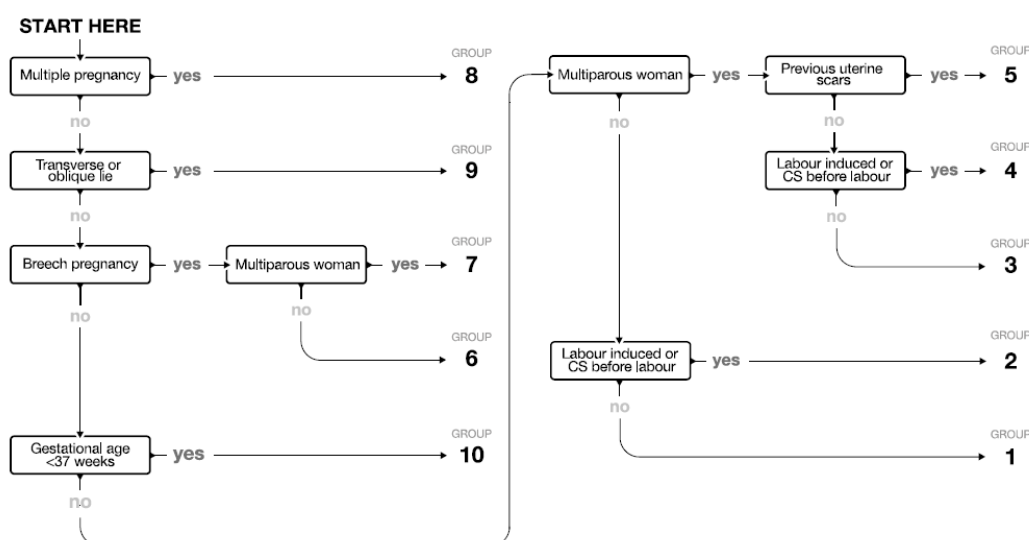 START HERE
Multiple pregnancy
yes
GROUP
8
no
Transverse or
oblique lie
yes
GROUP
9
no
Breech pregnancy
yes
Multiparous woman
yes
GROUP
7
no
no
GROUP
6
Gestational age
<37 weeks
yes
GROUP
10
no
Multiparous woman
yes
Previous uterine
scars
yes
GROUP
5
no
no
Labour induced or
CS before labour
yes
GROUP
4
no
GROUP
3
Labour induced or
CS before labour
yes
GROUP
2
no
GROUP
1